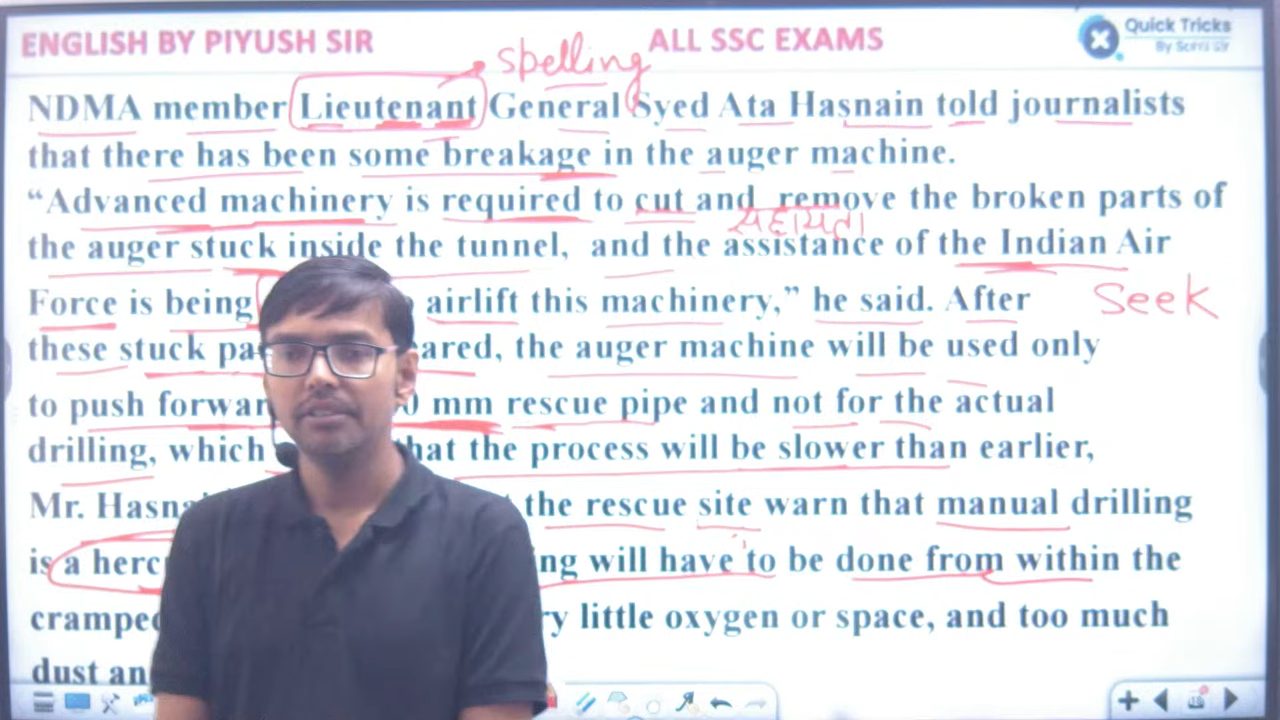 ENGLISH BY PIYUSH SIR
ALL SSC EXAMS
Quick Tricks
By Sonii Sir
spelling
NDMA member Lieutenant General Syed Ata Hasnain told journalists
that there has been some breakage in the auger machine.
“Advanced machinery is required to cut and remove the broken parts of
सहायता
the auger stuck inside the tunnel, and the assistance of the Indian Air
Force is being airlift this machinery,” he said. After
Seek
these stuck pa ared, the auger machine will be used only
to push forwar 0 mm rescue pipe and not for the actual
drilling, which hat the process will be slower than earlier,
Mr. Hasna the rescue site warn that manual drilling
is a herc ng will have to be done from within the
cramped ry little oxygen or space, and too much
dust an